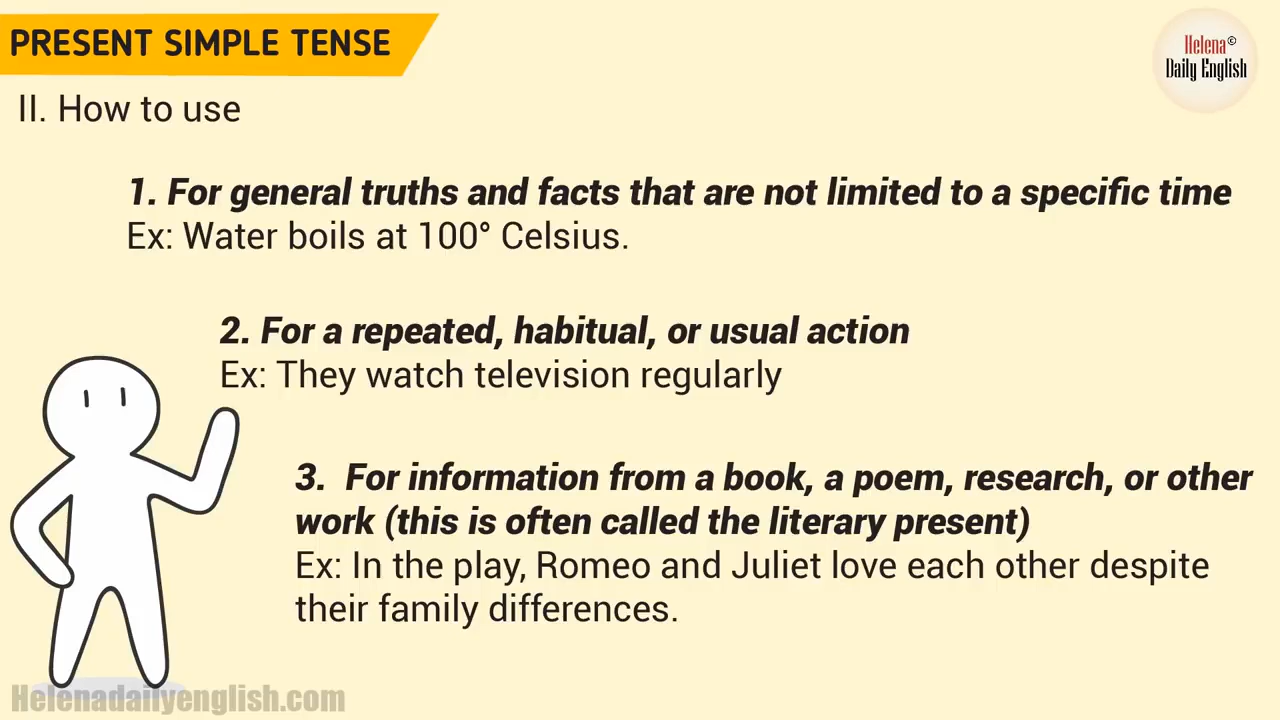 PRESENT SIMPLE TENSE
Helena©
Daily English
II. How to use
1. For general truths and facts that are not limited to a specific time
Ex: Water boils at 100° Celsius.
2. For a repeated, habitual, or usual action
Ex: They watch television regularly
3. For information from a book, a poem, research, or other
work (this is often called the literary present)
Ex: In the play, Romeo and Juliet love each other despite
their family differences.
Helenadailyenglish.com